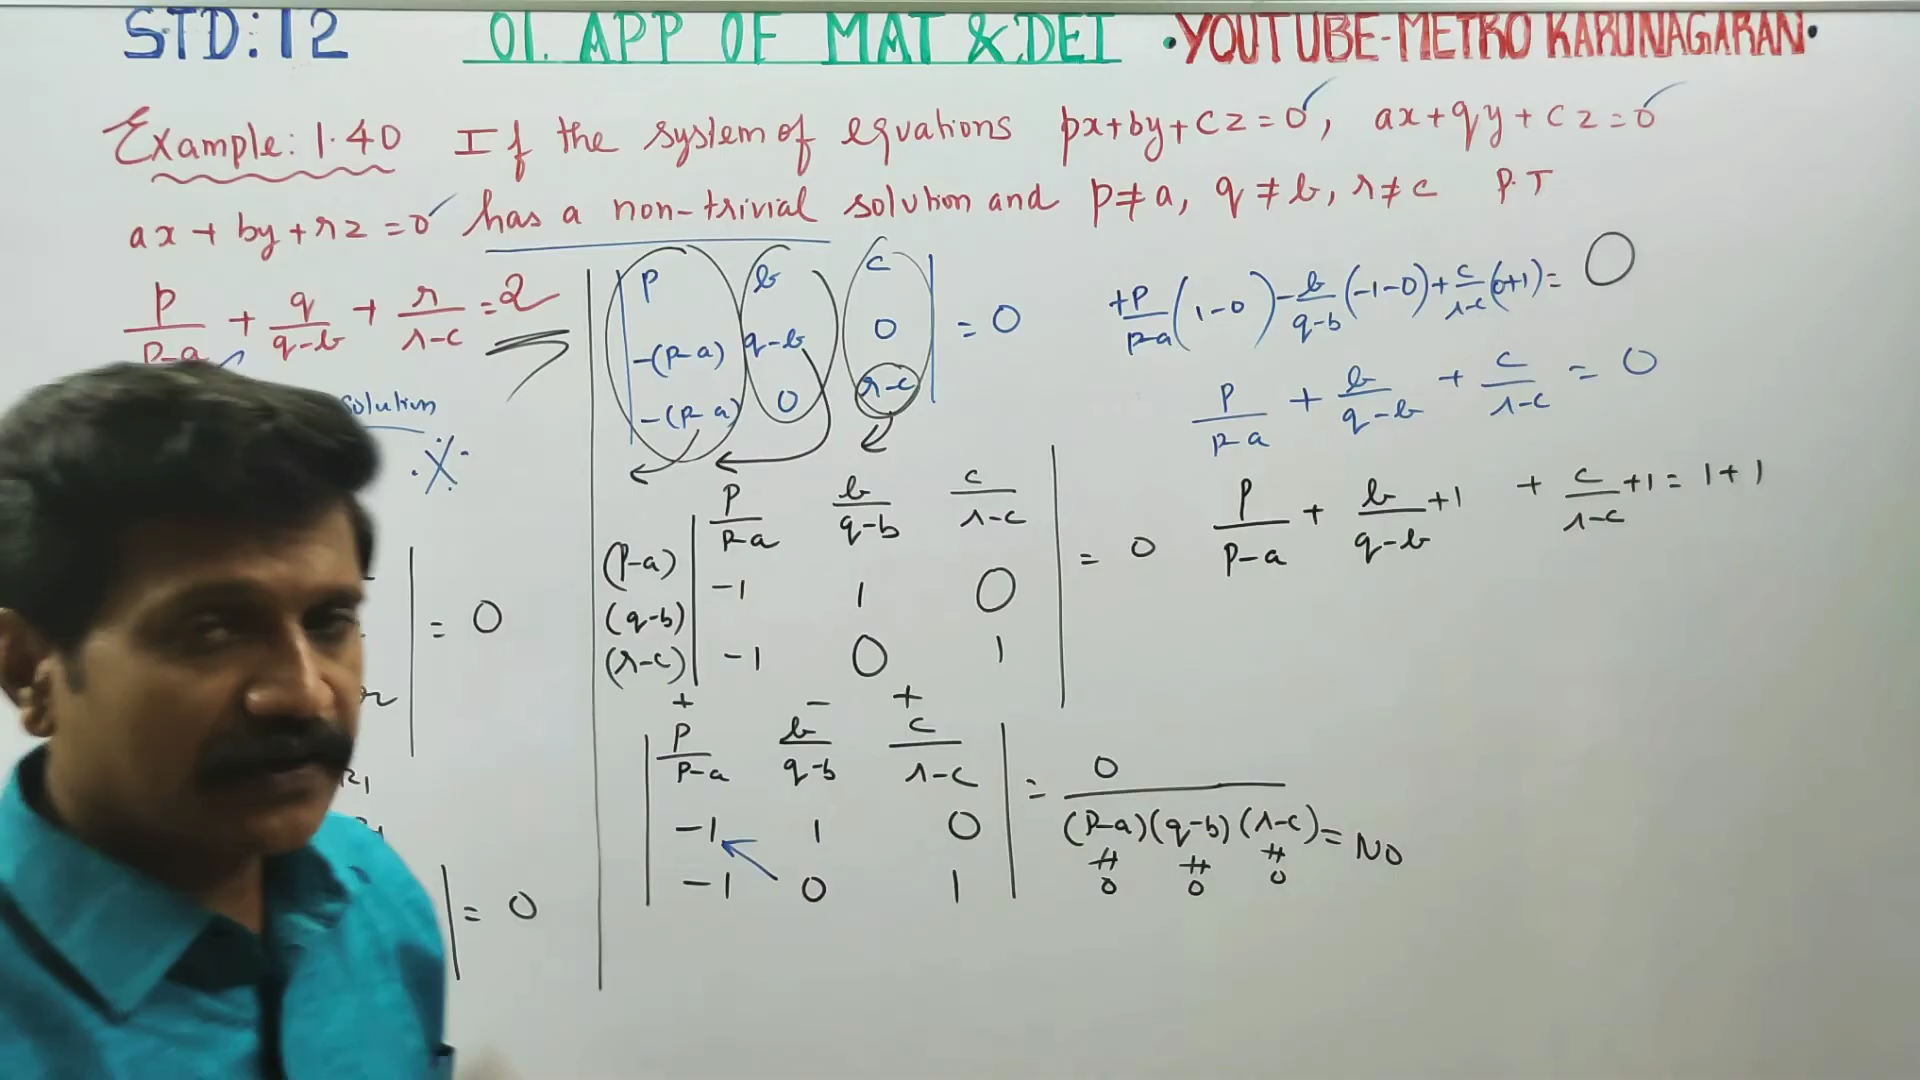 STD:12 01. APP OF MAT & DET •YOUTUBE-METRO KARUNAGARAN•
Example: 1.40 If the system of equations px+by+cz=0, ax+qy+cz=0
ax+by+rz=0 has a non-trivial solution and p≠a, q≠b, r≠c P.T
p/(p-a) + q/(q-b) + r/(r-c) = 2
solution
= 0
R1
= 0
| p b c |
| -(p-a) q-b 0 | = 0
| -(p-a) 0 r-c |
(p-a) (q-b) (r-c) | p/(p-a) b/(q-b) c/(r-c) |
| -1 1 0 | = 0
| -1 0 1 |
+ - +
| p/(p-a) b/(q-b) c/(r-c) |
| -1 1 0 | = 0/((p-a)(q-b)(r-c)) = NO
| -1 0 1 |
≠0 ≠0 ≠0
+p/(p-a) (1-0) - b/(q-b) (-1-0) + c/(r-c) (0+1) = 0
p/(p-a) + b/(q-b) + c/(r-c) = 0
p/(p-a) + b/(q-b) +1 + c/(r-c) +1 = 1+1